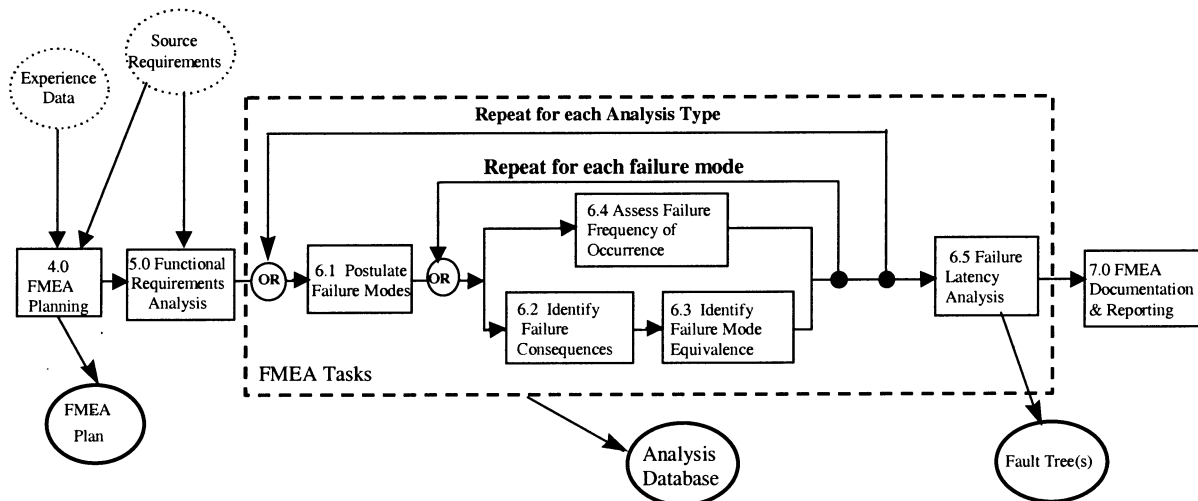 Source
Requirements
Experience
Data
Repeat for each Analysis Type
Repeat for each failure mode
6.4 Assess Failure
Frequency of
Occurrence
4.0
FMEA
Planning
5.0 Functional
Requirements
Analysis
OR
6.1 Postulate
Failure Modes
OR
6.2 Identify
Failure
Consequences
6.3 Identify
Failure Mode
Equivalence
6.5 Failure
Latency
Analysis
7.0 FMEA
Documentation
& Reporting
FMEA Tasks
FMEA
Plan
Analysis
Database
Fault Tree(s)